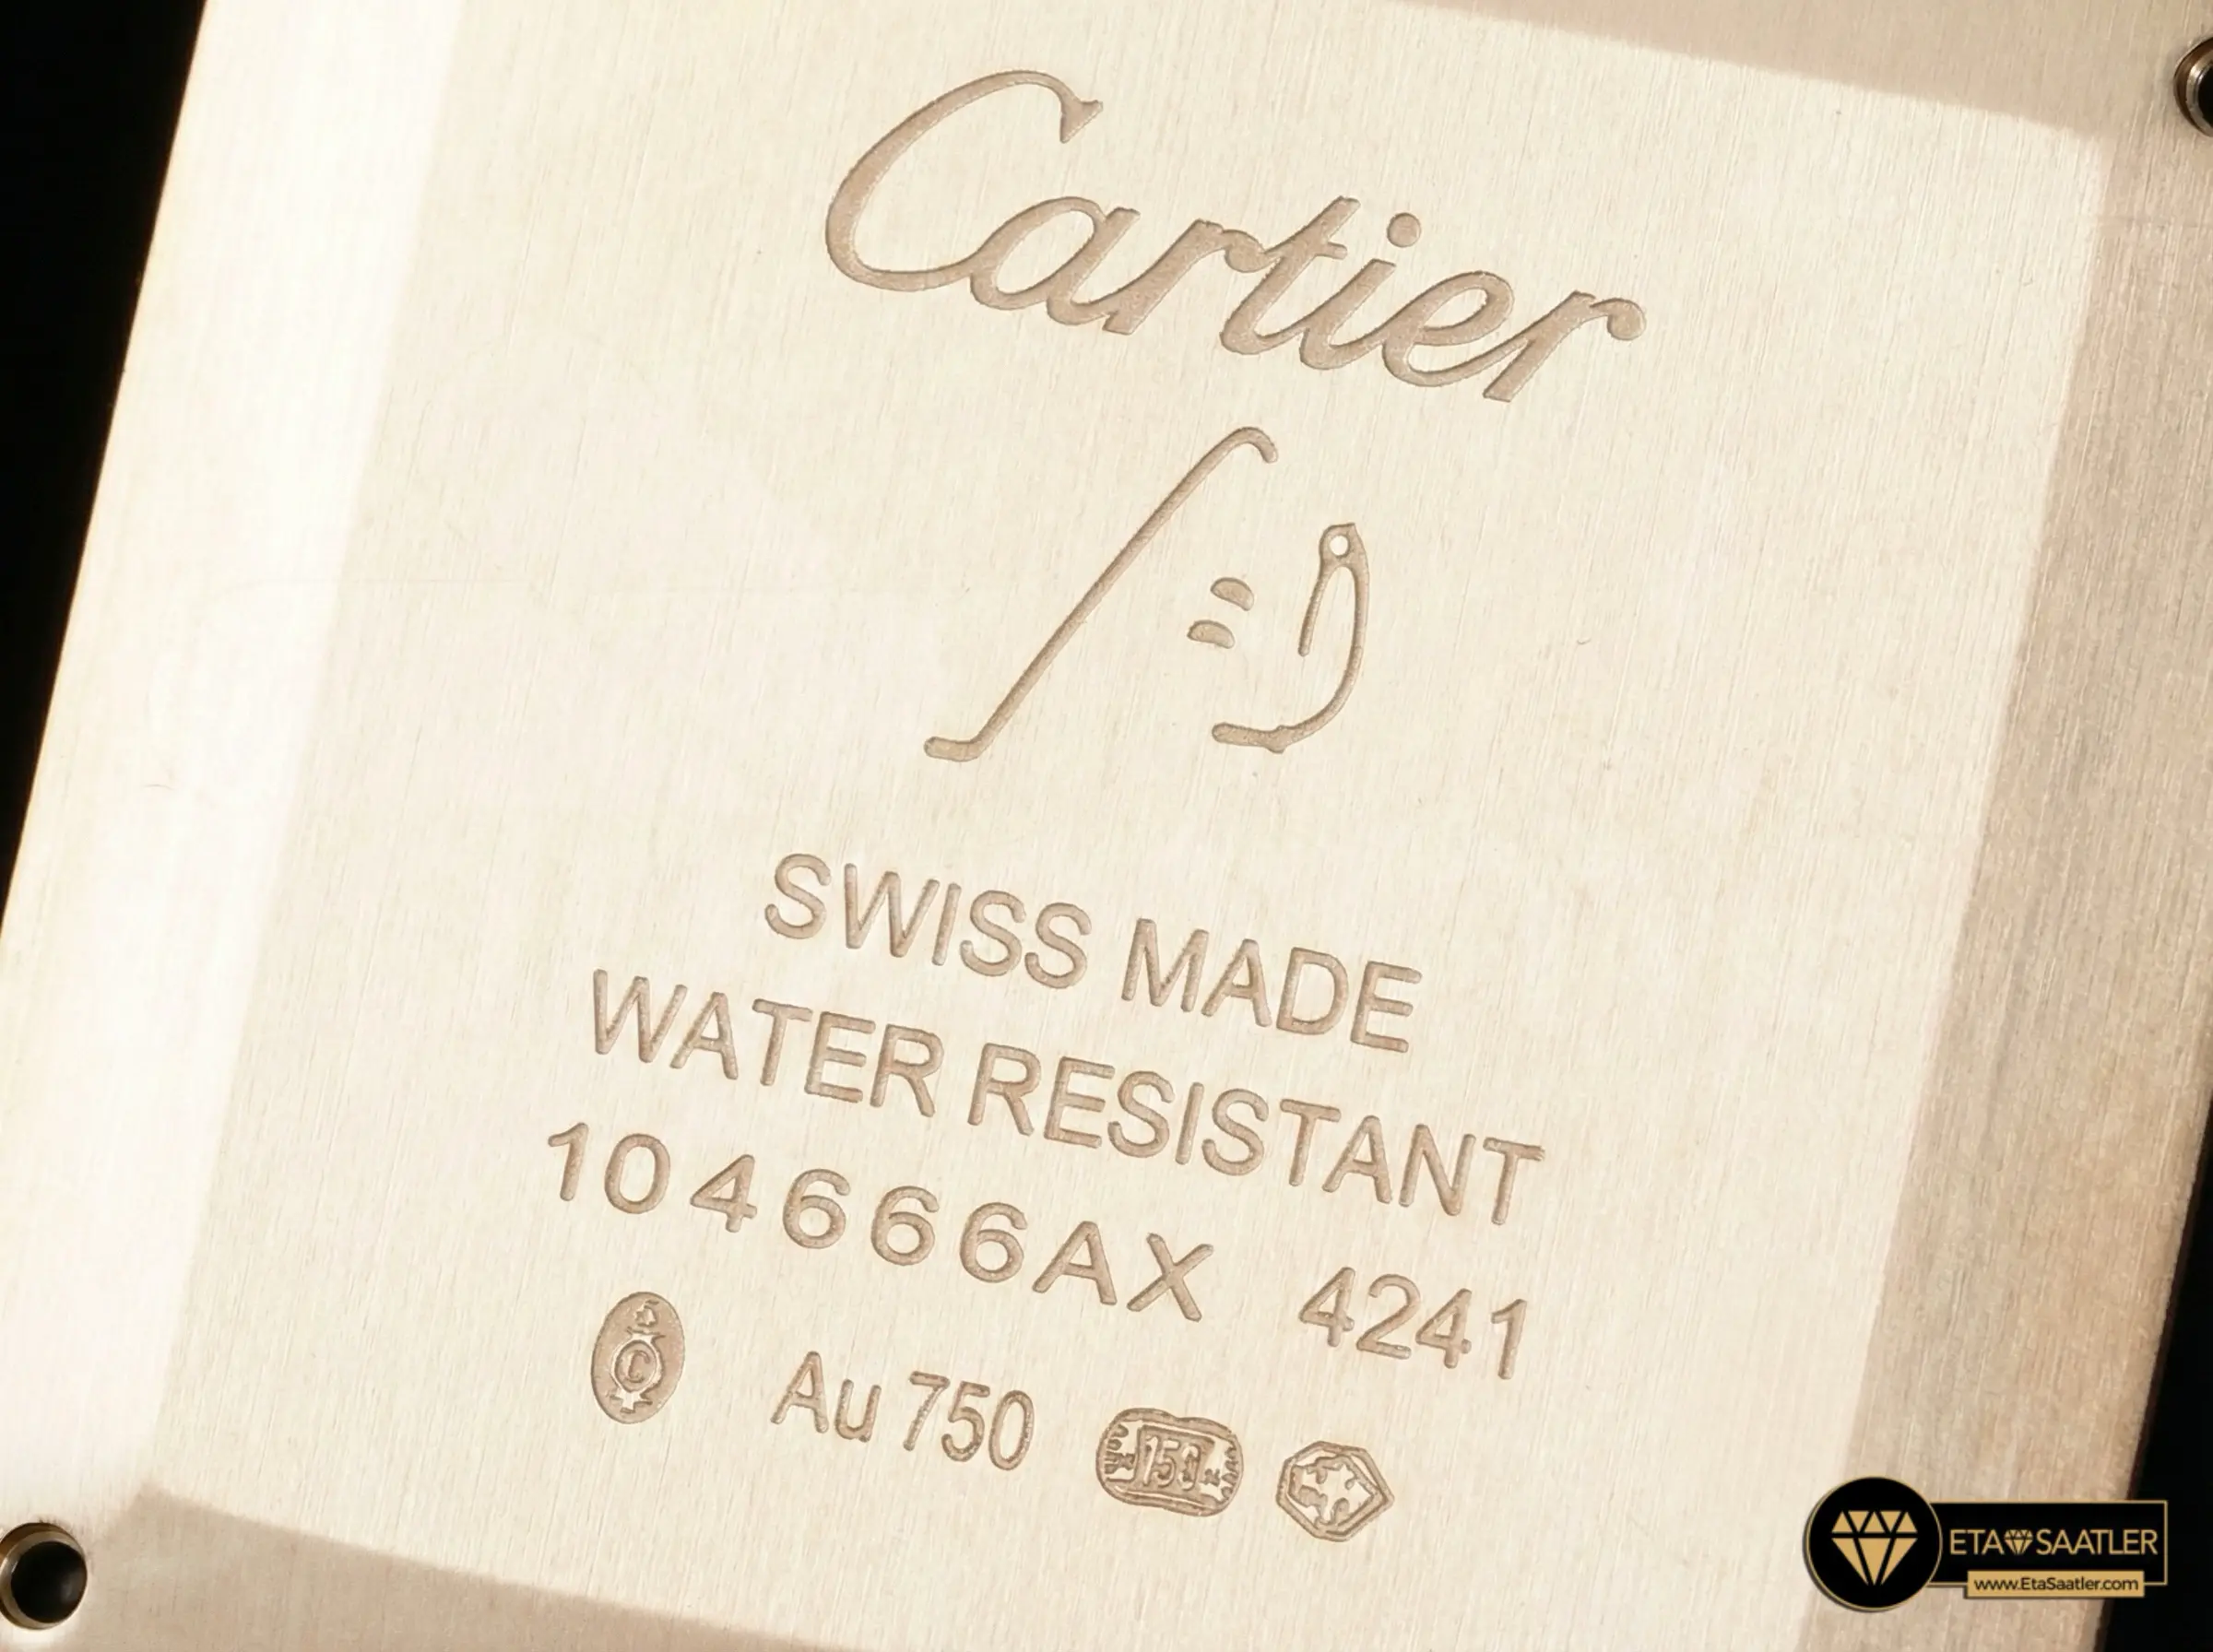 Cartier
SWISS MADE
WATER RESISTANT
104666AX 4241
C Au 750
ETA SAATLER
www.EtaSaatler.com